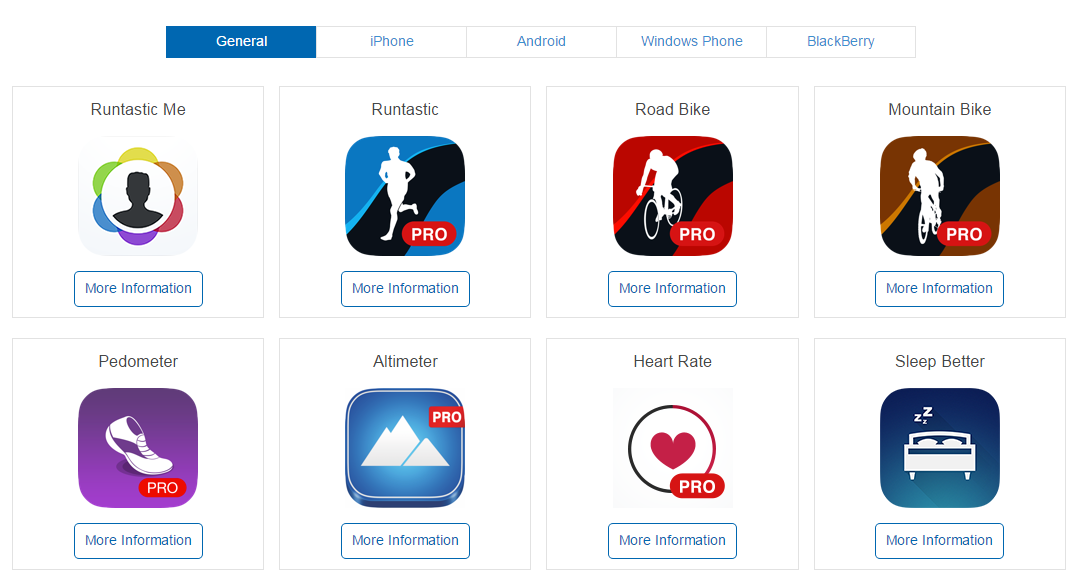 General
iPhone
Android
Windows Phone
BlackBerry
Runtastic Me
Runtastic
Road Bike
Mountain Bike
PRO
PRO
PRO
More Information
More Information
More Information
More Information
Pedometer
Altimeter
Heart Rate
Sleep Better
PRO
PRO
PRO
zZz
More Information
More Information
More Information
More Information